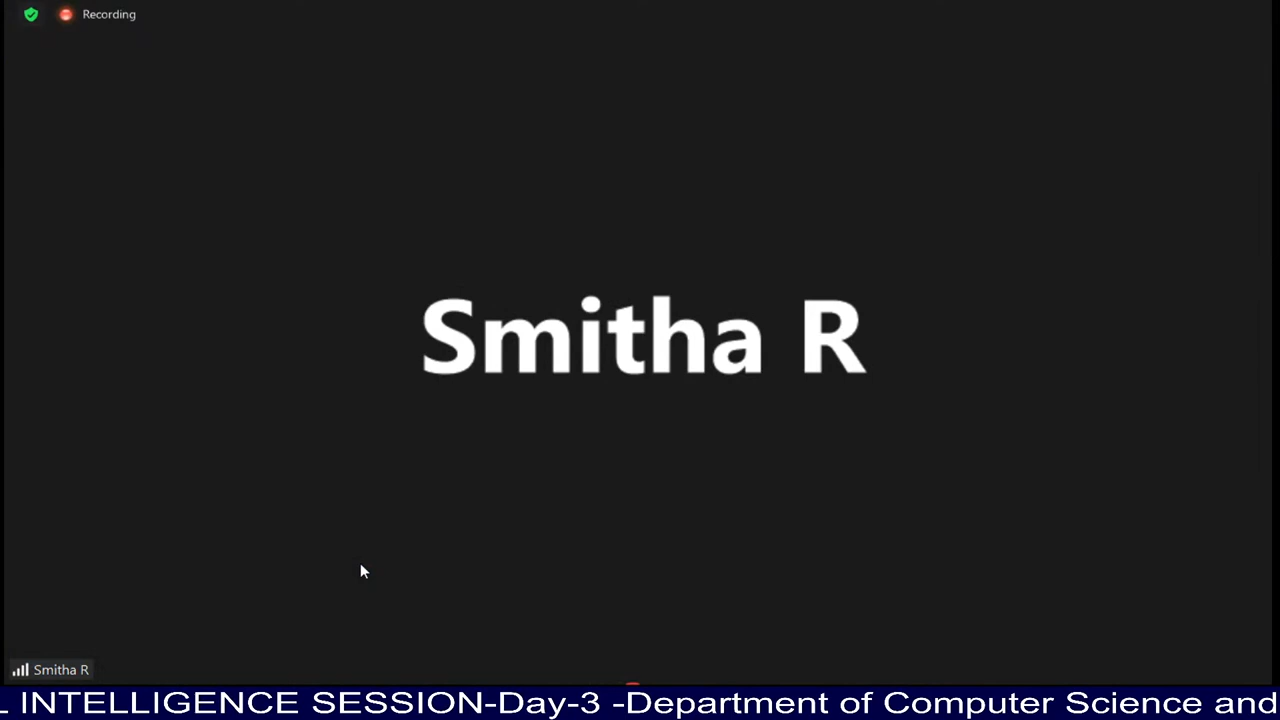 Recording
Smitha R
Smitha R
L INTELLIGENCE SESSION-Day-3 -Department of Computer Science and